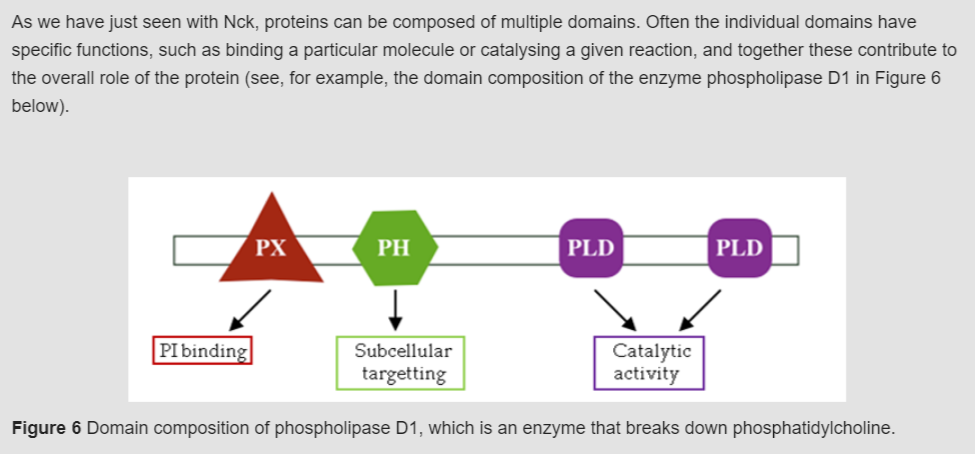 As we have just seen with Nck, proteins can be composed of multiple domains. Often the individual domains have
specific functions, such as binding a particular molecule or catalysing a given reaction, and together these contribute to
the overall role of the protein (see, for example, the domain composition of the enzyme phospholipase D1 in Figure 6
below).
PX PH PLD PLD
PI binding
Subcellular
targetting
Catalytic
activity
Figure 6 Domain composition of phospholipase D1, which is an enzyme that breaks down phosphatidylcholine.